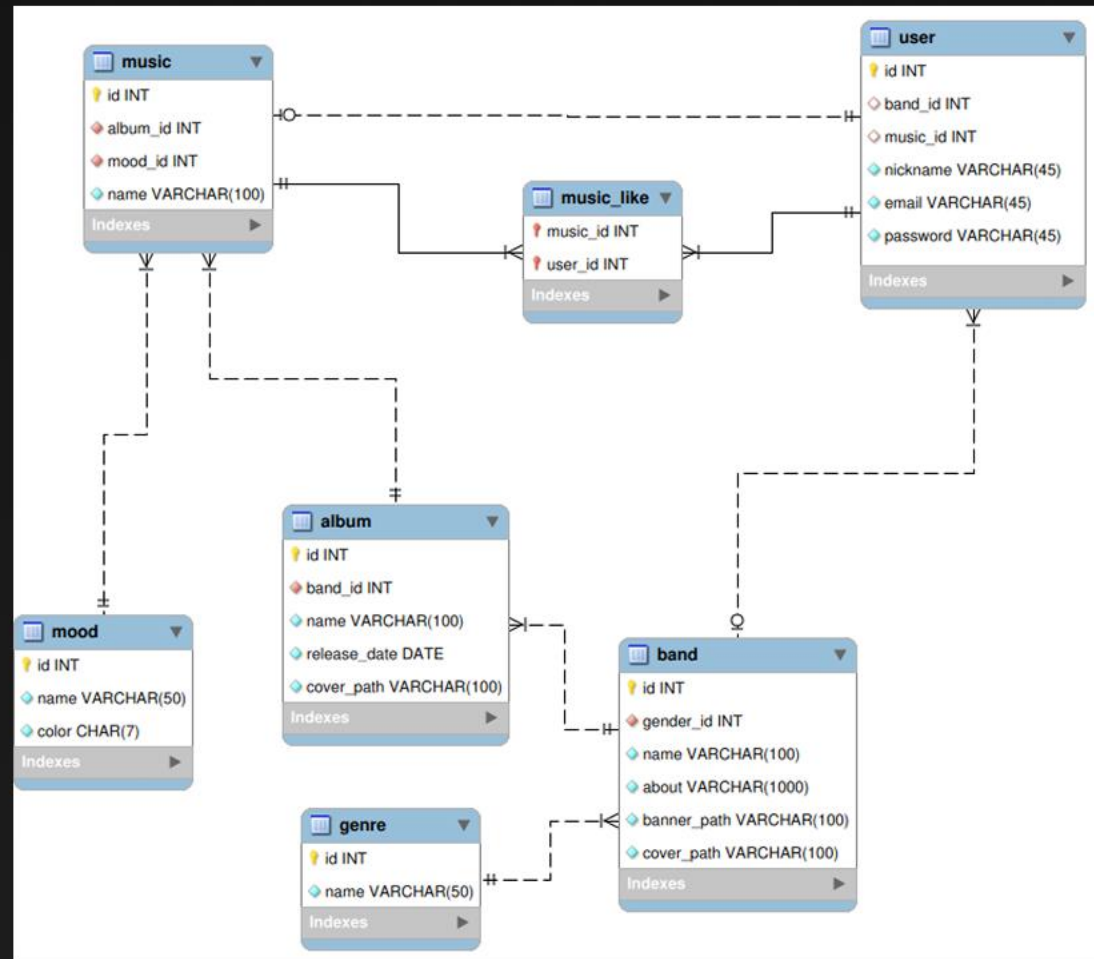 music
id INT
album_id INT
mood_id INT
name VARCHAR(100)
Indexes
user
id INT
band_id INT
music_id INT
nickname VARCHAR(45)
email VARCHAR(45)
password VARCHAR(45)
Indexes
music_like
music_id INT
user_id INT
Indexes
album
id INT
band_id INT
name VARCHAR(100)
release_date DATE
cover_path VARCHAR(100)
Indexes
mood
id INT
name VARCHAR(50)
color CHAR(7)
Indexes
band
id INT
gender_id INT
name VARCHAR(100)
about VARCHAR(1000)
banner_path VARCHAR(100)
cover_path VARCHAR(100)
Indexes
genre
id INT
name VARCHAR(50)
Indexes